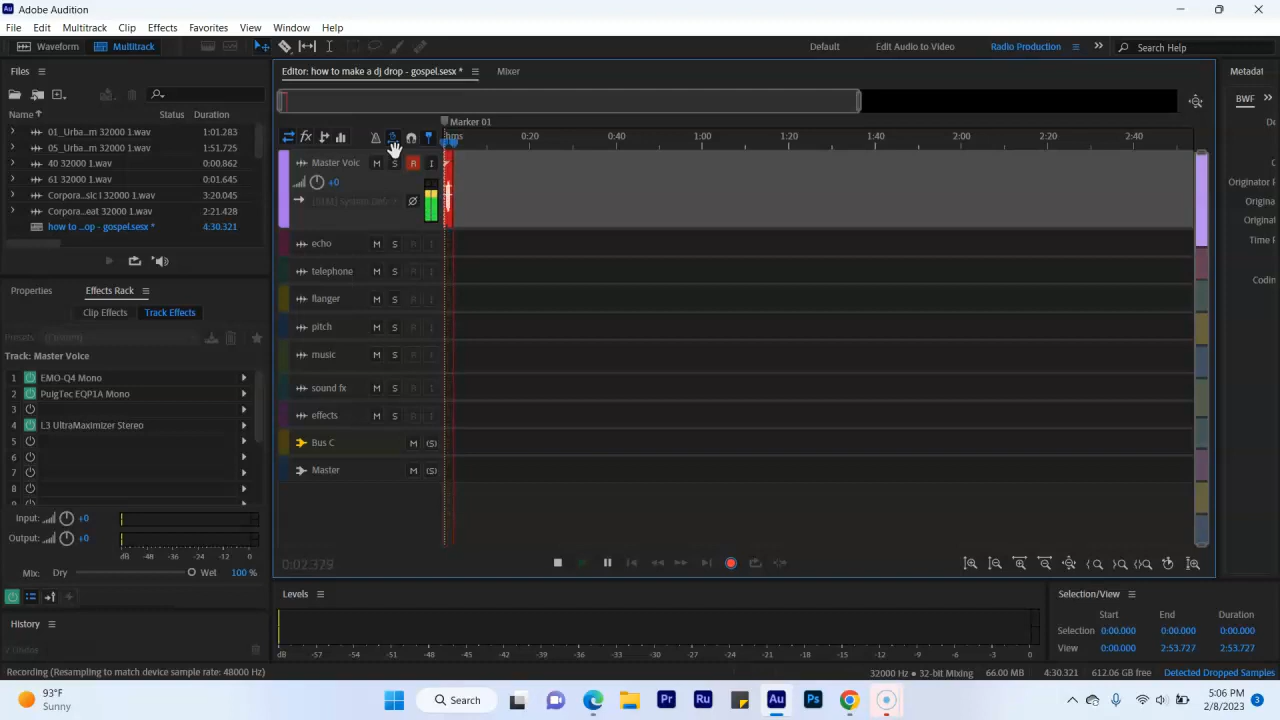 Adobe Audition
File Edit Multitrack Clip Effects Favorites View Window Help
Waveform Multitrack Default Edit Audio to Video Radio Production Search Help
Files
Editor: how to make a dj drop - gospel.sesx * Mixer Metadat
BWF
Name Status Duration
01_Urba...m 32000 1.wav 1:01.283
05_Urba...m 32000 1.wav 1:51.725
40 32000 1.wav 0:00.862
61 32000 1.wav 0:01.645
Corpora...sic I 32000 1.wav 3:20.045
Corpora...eat 32000 1.wav 2:21.428
how to ...op - gospel.sesx * 4:30.321
Marker 01
hms 0:20 0:40 1:00 1:20 1:40 2:00 2:20 2:40
Master Voic M S R I
+0
echo M S R I
telephone M S R I
flanger M S R I
pitch M S R I
music M S R I
sound fx M S R I
effects M S R I
Bus C M (S)
Master M (S)
De
Originator F
Originat
Origina
Time F
Codin
Properties Effects Rack
Clip Effects Track Effects
Presets:
Track: Master Voice
1 EMO-Q4 Mono
2 PuigTec EQP1A Mono
3
4 L3 UltraMaximizer Stereo
5
6
7
8
Input: +0
Output: +0
dB -48 -36 -24 -12 0
Mix: Dry Wet 100 %
History
0:02.379
Levels
dB -57 -54 -51 -48 -45 -42 -39 -36 -33 -30 -27 -24 -21 -18 -15 -12 -9 -6 -3 0
Selection/View
Start End Duration
Selection 0:00.000 0:00.000 0:00.000
View 0:00.000 2:53.727 2:53.727
Recording (Resampling to match device sample rate: 48000 Hz)
32000 Hz • 32-bit Mixing 66.00 MB 4:30.321 612.06 GB free Detected Dropped Samples
93°F
Sunny
Search
5:06 PM
2/8/2023